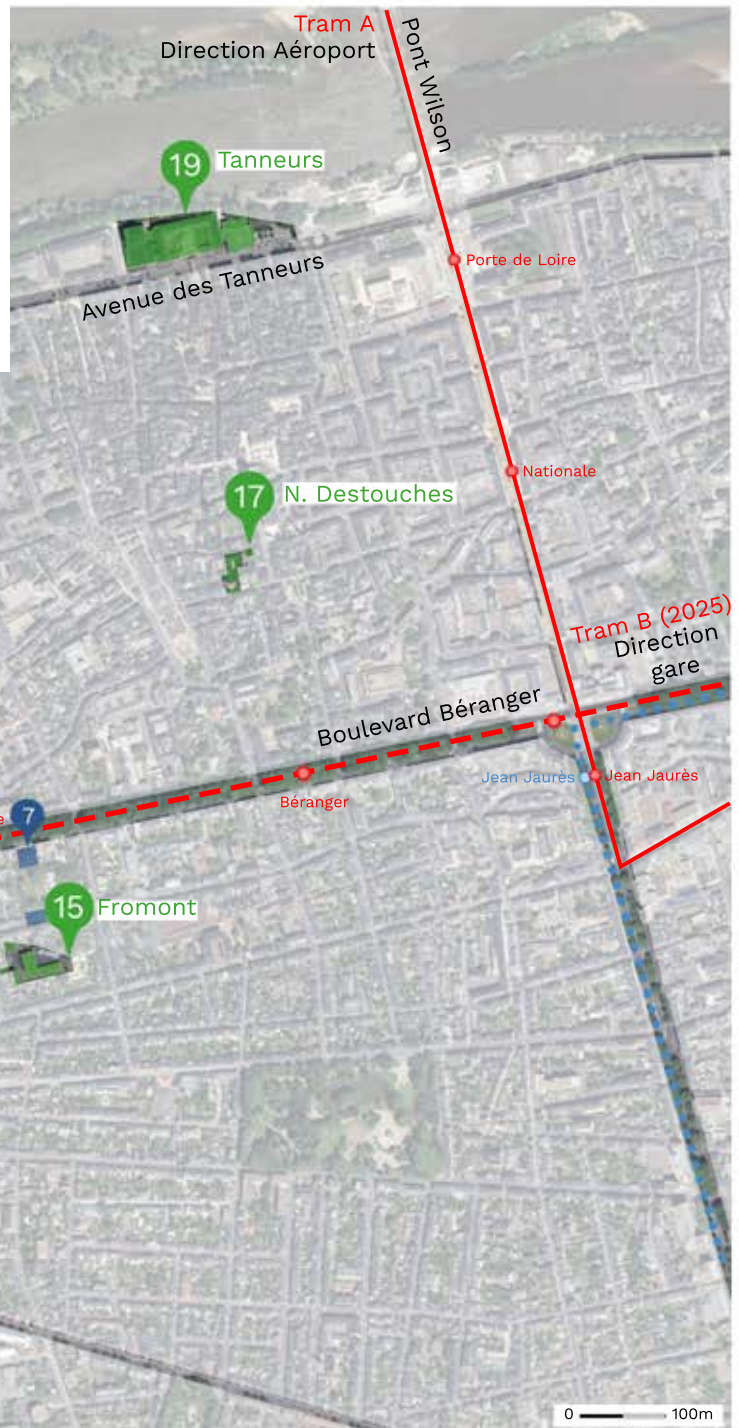 Tram A
Direction Aéroport
Pont Wilson
19
Tanneurs
Porte de Loire
Avenue des Tanneurs
Nationale
17
N. Destouches
Tram B (2025)
Direction
gare
Boulevard Béranger
Jean Jaurès
Jean Jaurès
Béranger
e
7
15
Fromont
0
100m